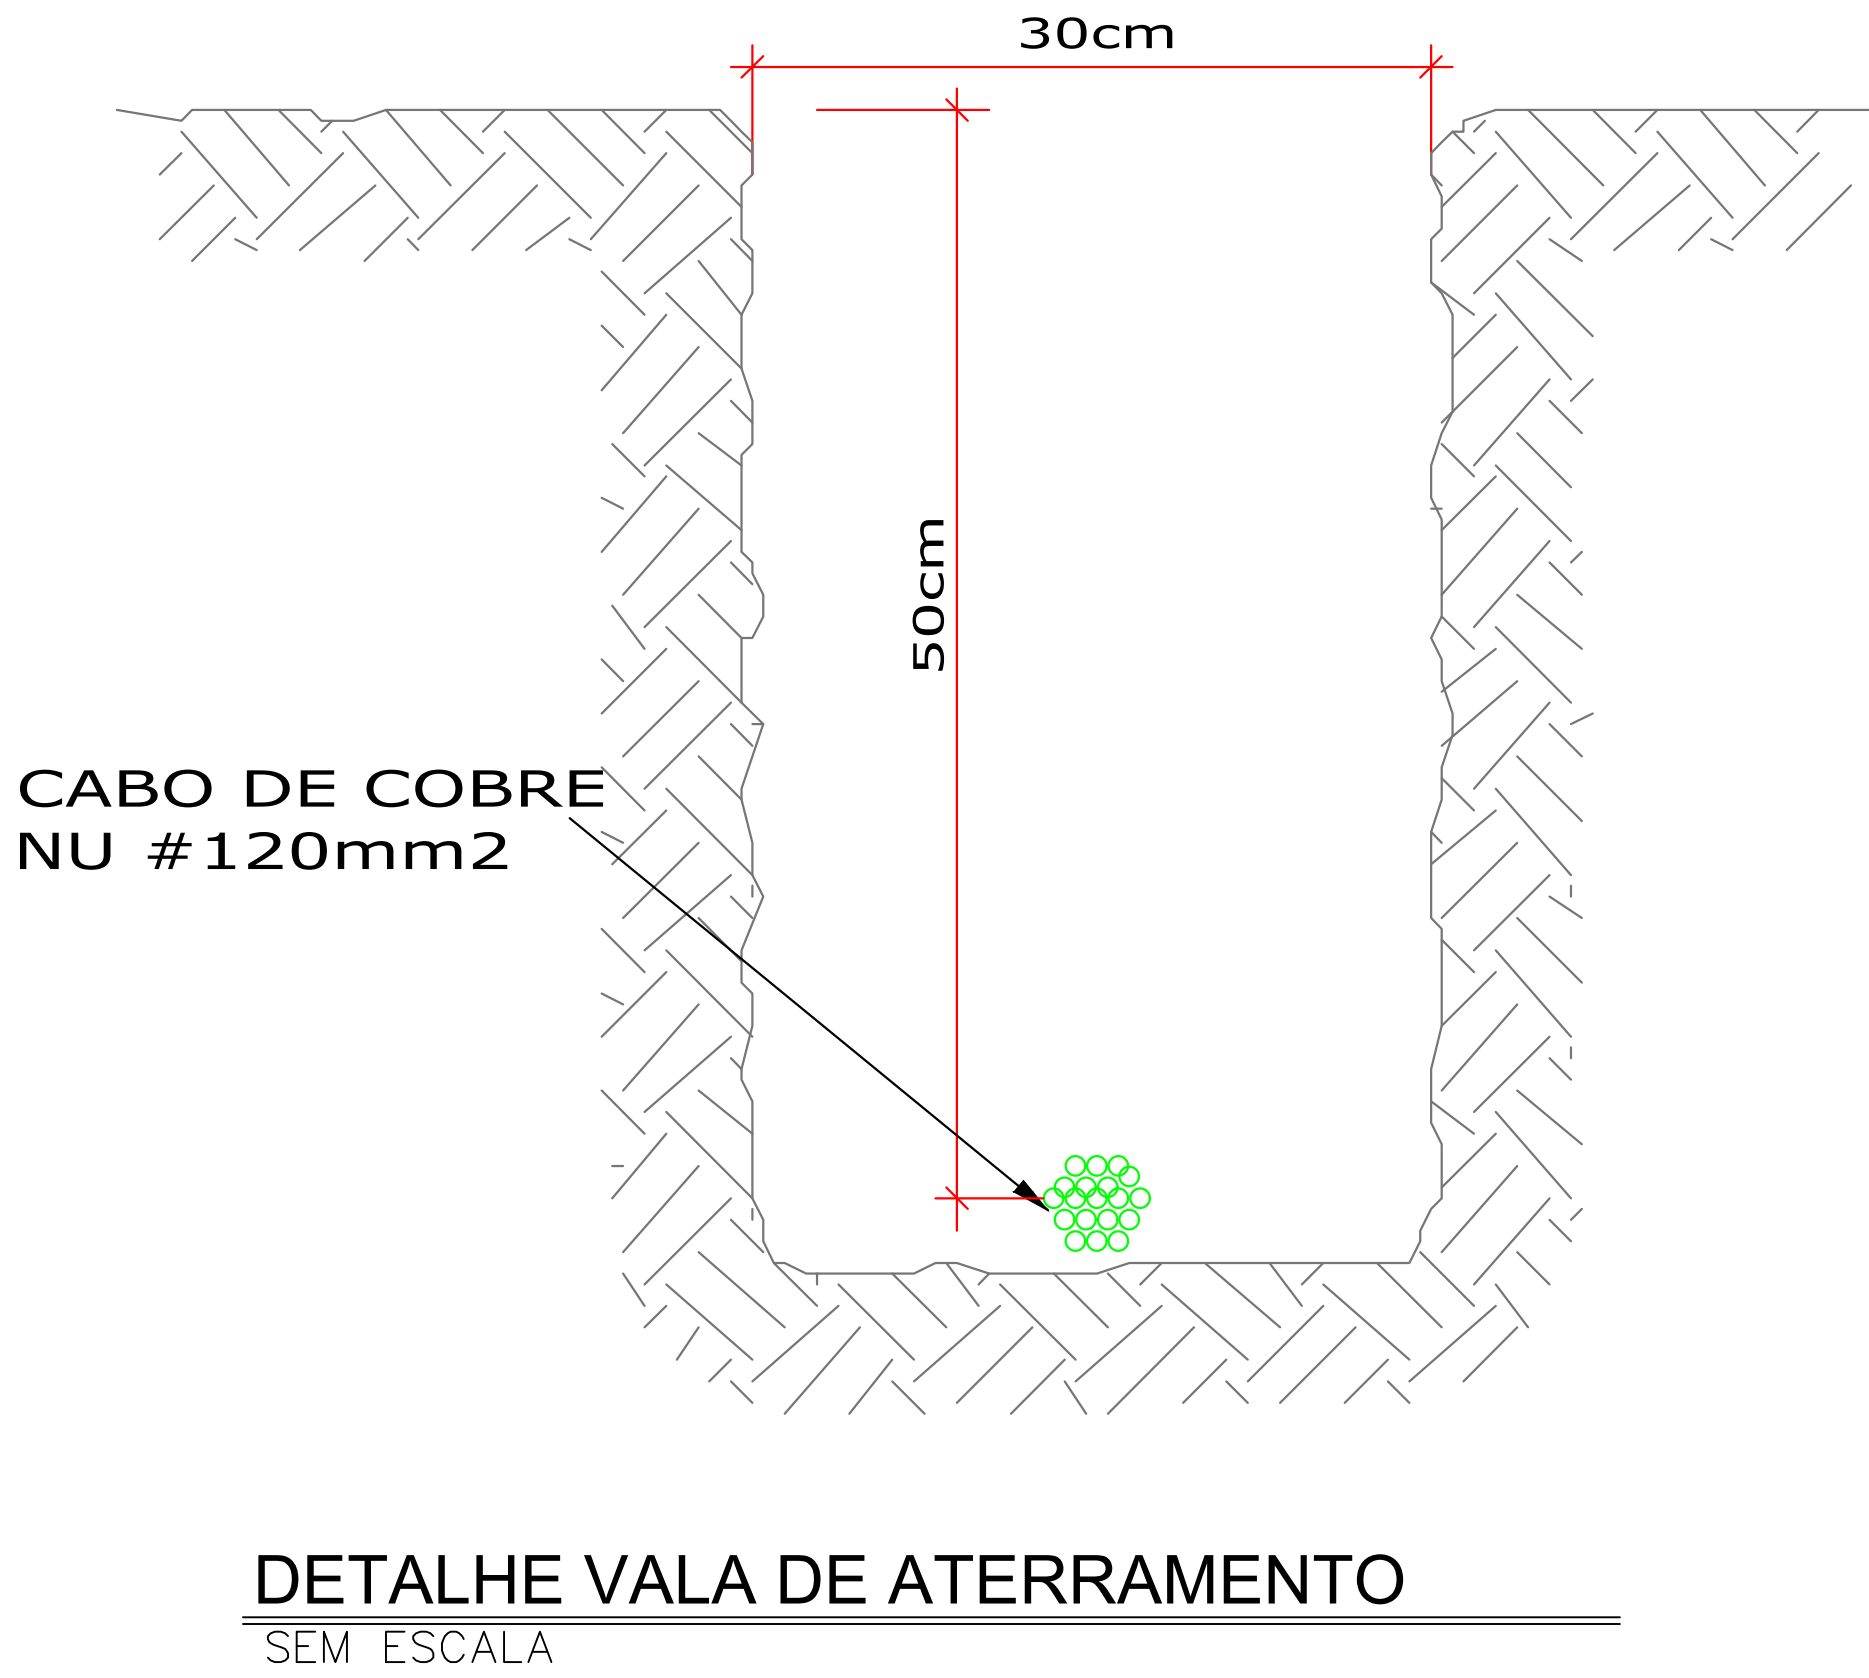 30cm
50cm
CABO DE COBRE
NU #120mm2
DETALHE VALA DE ATERRAMENTO
SEM ESCALA